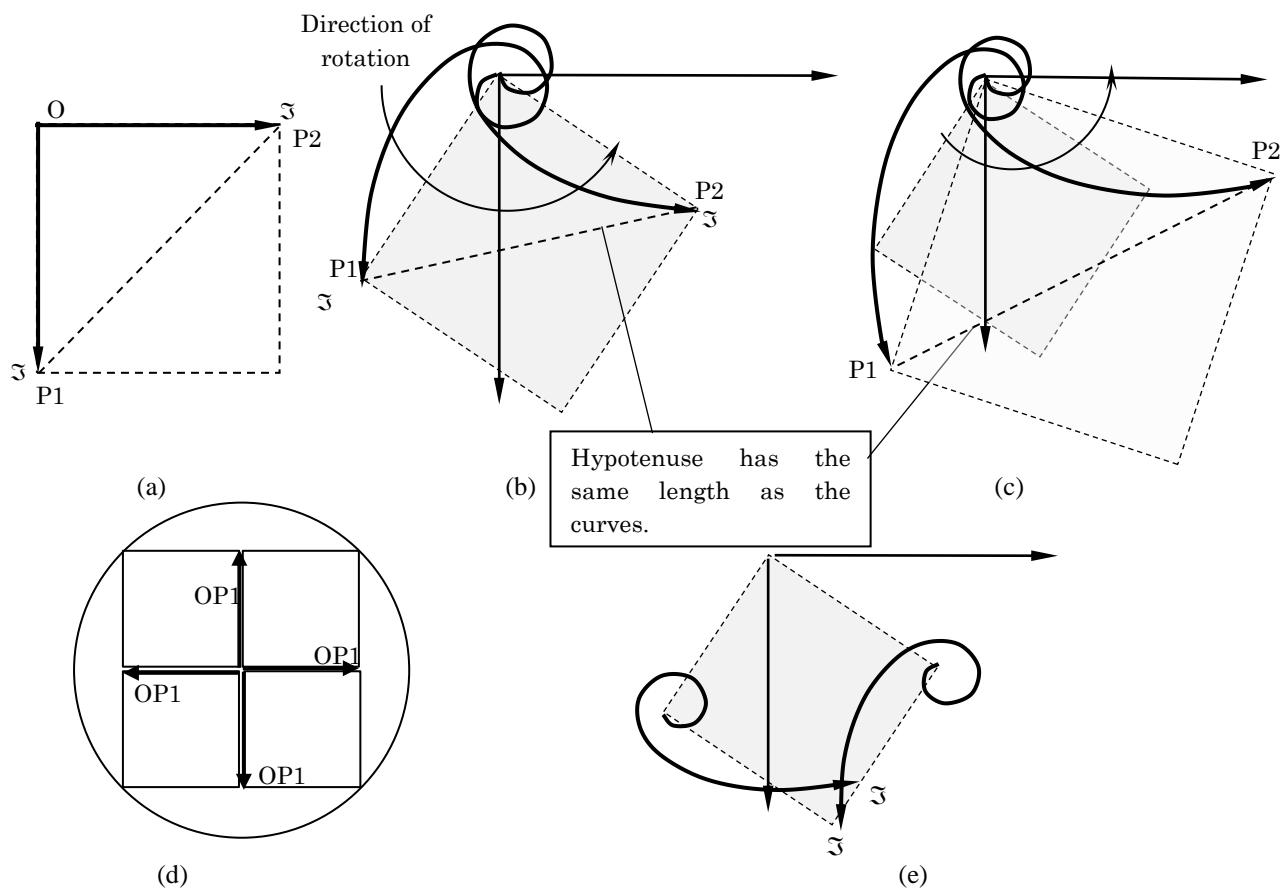 Direction of
rotation
O
ℑ
P2
ℑ
P1
(a)
P2
ℑ
P1
ℑ
(b)
P2
P1
(c)
Hypotenuse has the
same length as the
curves.
OP1
OP1
OP1
OP1
(d)
ℑ
ℑ
(e)